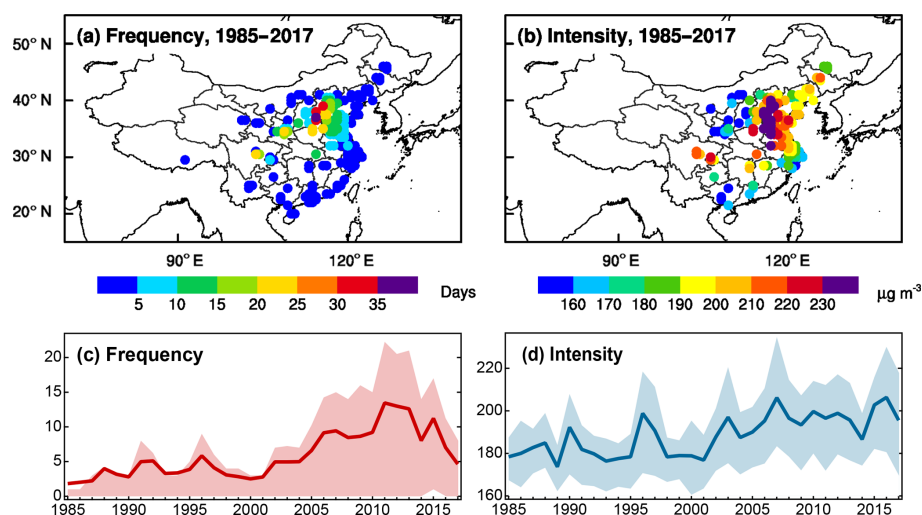 (a) Frequency, 1985–2017
50° N
40° N
30° N
20° N
90° E
120° E
5 10 15 20 25 30 35
Days
(b) Intensity, 1985–2017
90° E
120° E
160 170 180 190 200 210 220 230
μg m-3
(c) Frequency
20
15
10
5
0
1985 1990 1995 2000 2005 2010 2015
(d) Intensity
220
200
180
160
1985 1990 1995 2000 2005 2010 2015